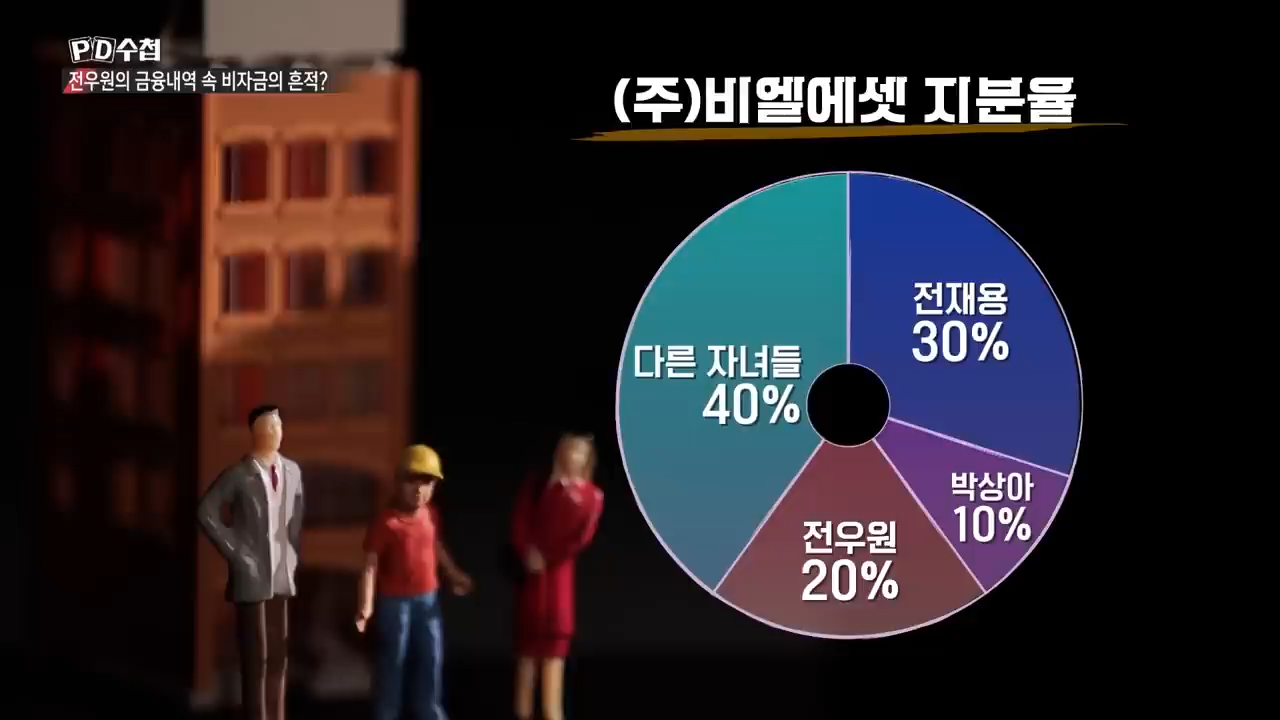 PD수첩
전우원의 금융내역 속 비자금의 흔적?
(주)비엘에셋 지분율
전재용
30%
다른 자녀들
40%
박상아
10%
전우원
20%